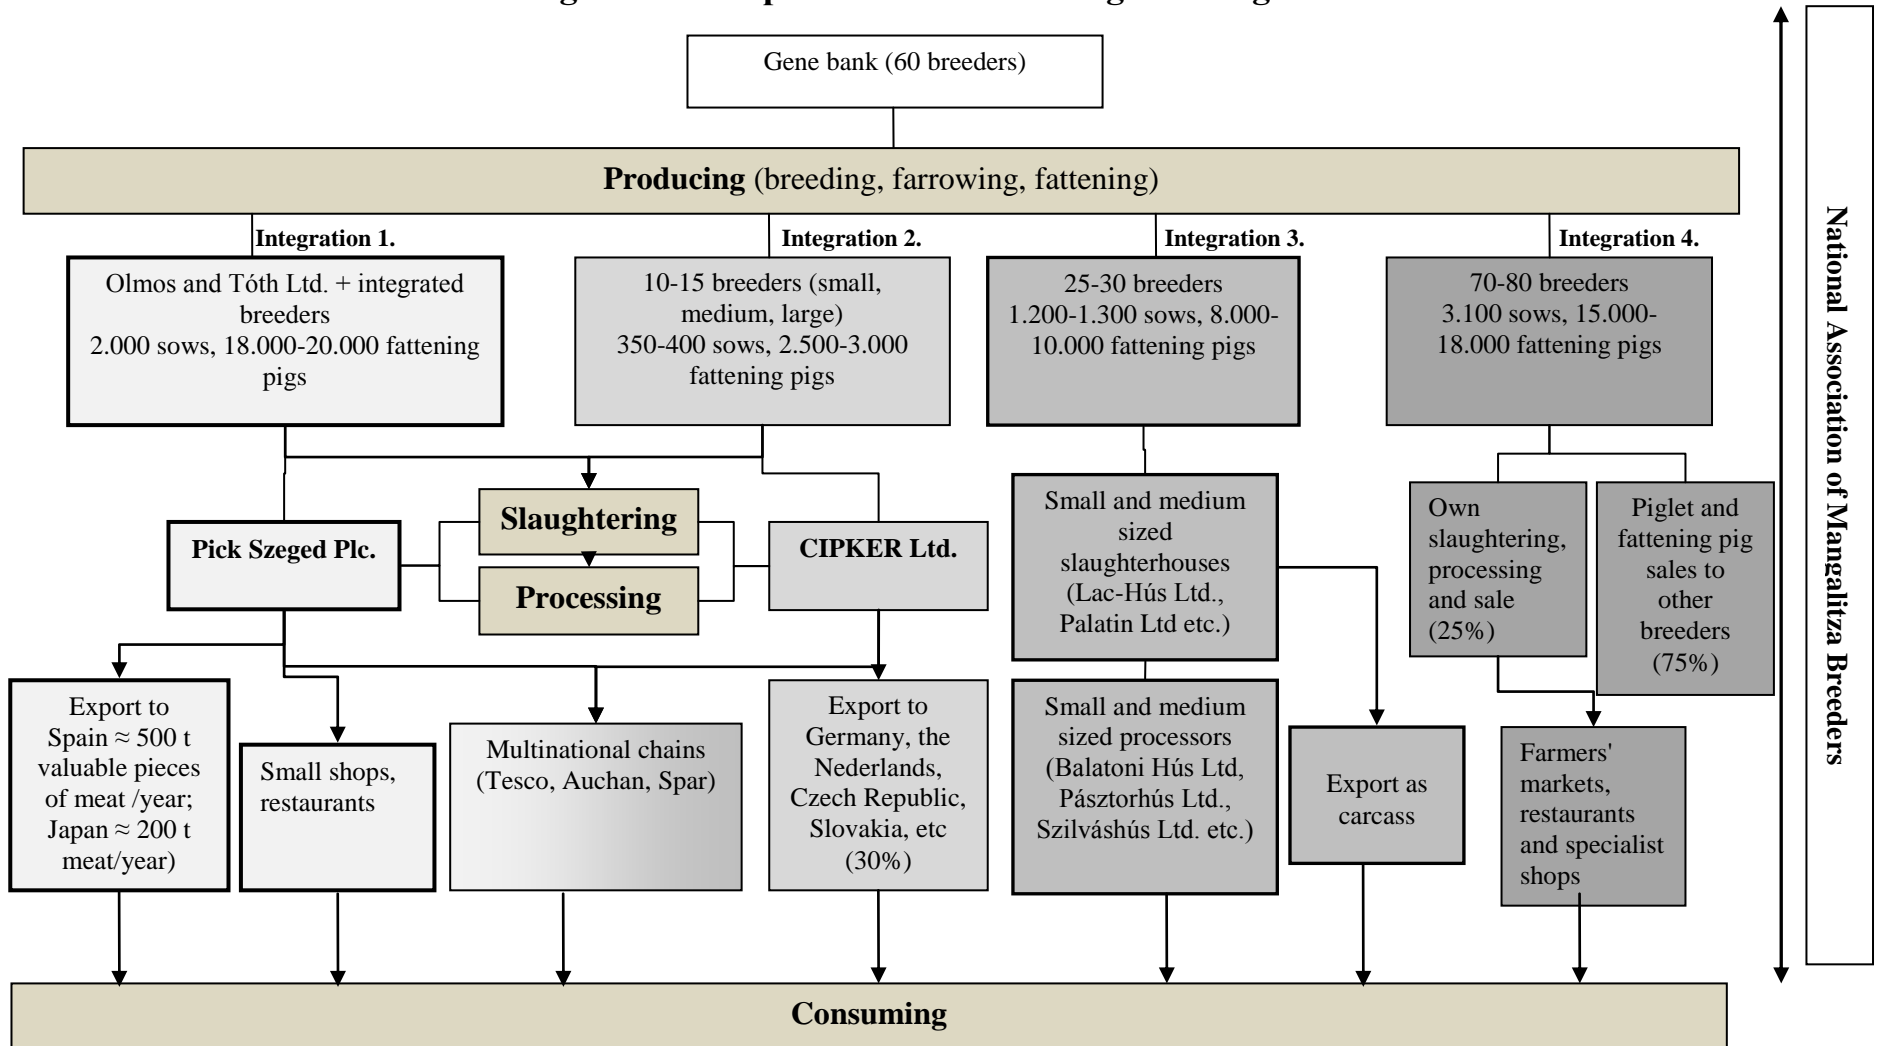 Gene bank (60 breeders)
Producing (breeding, farrowing, fattening)
Integration 1.
Integration 2.
Integration 3.
Integration 4.
Olmos and Tóth Ltd. + integrated
breeders
2.000 sows, 18.000-20.000 fattening
pigs
10-15 breeders (small,
medium, large)
350-400 sows, 2.500-3.000
fattening pigs
25-30 breeders
1.200-1.300 sows, 8.000-
10.000 fattening pigs
70-80 breeders
3.100 sows, 15.000-
18.000 fattening pigs
Pick Szeged Plc.
Slaughtering
Processing
CIPKER Ltd.
Small and medium
sized
slaughterhouses
(Lac-Hús Ltd.,
Palatin Ltd etc.)
Own
slaughtering,
processing
and sale
(25%)
Piglet and
fattening pig
sales to
other
breeders
(75%)
Export to
Spain ≈ 500 t
valuable pieces
of meat /year;
Japan ≈ 200 t
meat/year)
Small shops,
restaurants
Multinational chains
(Tesco, Auchan, Spar)
Export to
Germany, the
Nederlands,
Czech Republic,
Slovakia, etc
(30%)
Small and medium
sized processors
(Balatoni Hús Ltd,
Pásztorhús Ltd.,
Szilváshús Ltd. etc.)
Export as
carcass
Farmers'
markets,
restaurants
and specialist
shops
Consuming
National Association of Mangalitza Breeders